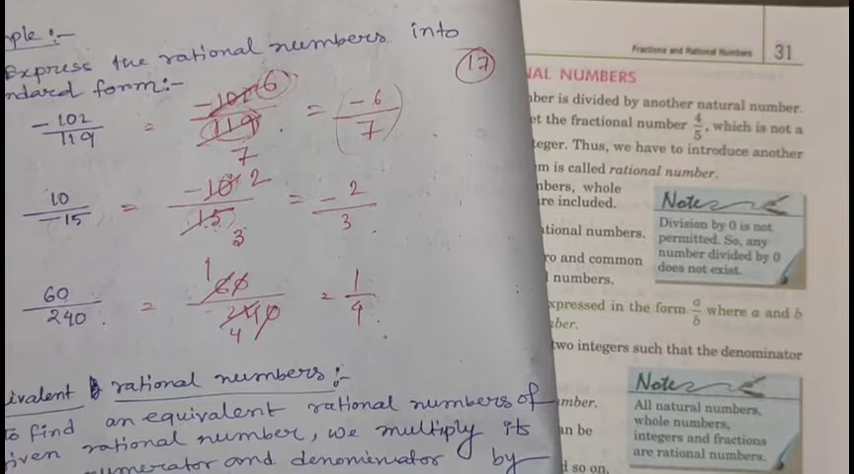 ple :-
Express the rational numbers into
ndard form :-
17
-102/119 = -102 6/119 7 = (-6/7)
10/-15 = -10 2/15 3 = -2/3
60/240 = 1 60/240 4 = 1/4
ivalent rational numbers :-
to find an equivalent rational numbers of
iven rational number, we multiply its
umerator and denominator by
Fractions and Rational Numbers 31
NAL NUMBERS
ber is divided by another natural number.
et the fractional number 4/5, which is not a
teger. Thus, we have to introduce another
m is called rational number.
nbers, whole
re included.
tional numbers.
ro and common
l numbers.
Note
Division by 0 is not
permitted. So, any
number divided by 0
does not exist.
xpressed in the form a/b where a and b
ber.
two integers such that the denominator
umber.
an be
d so on.
Note
All natural numbers,
whole numbers,
integers and fractions
are rational numbers.